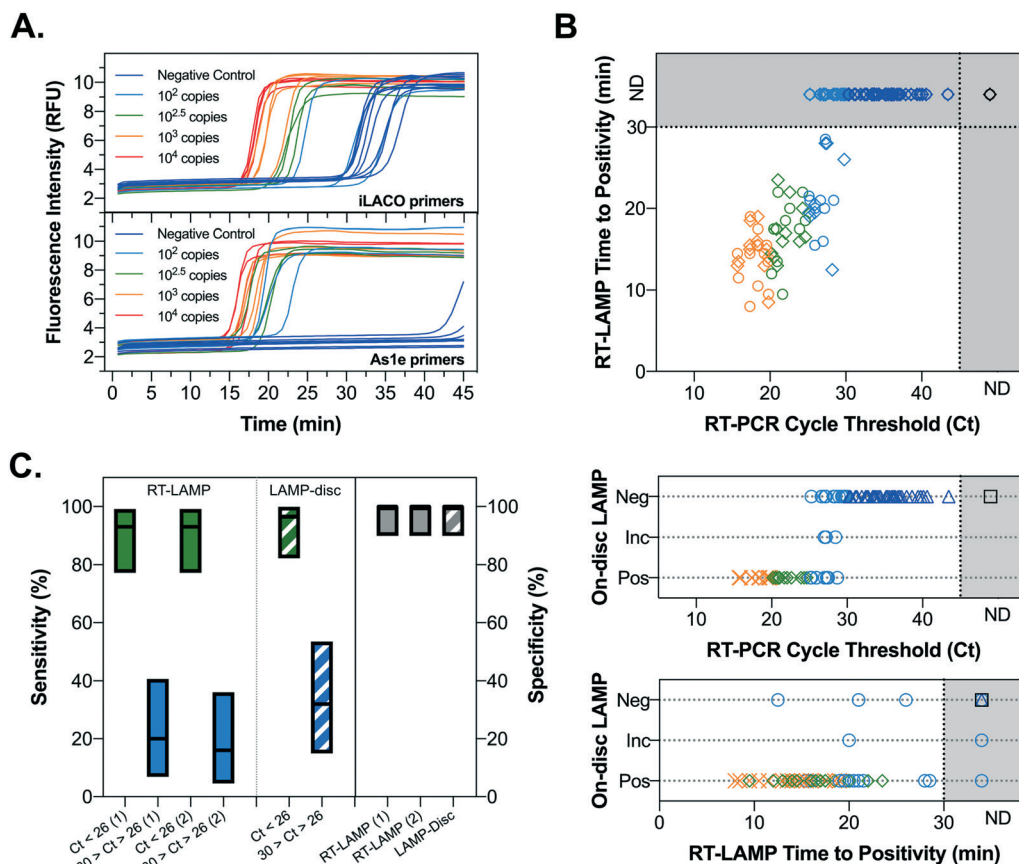 A.
Negative Control
10² copies
10²·⁵ copies
10³ copies
10⁴ copies
iLACO primers
10
8
6
4
2
Negative Control
10² copies
10²·⁵ copies
10³ copies
10⁴ copies
As1e primers
10
8
6
4
2
Fluorescence Intensity (RFU)
0 5 10 15 20 25 30 35 40 45
Time (min)
B.
RT-LAMP Time to Positivity (min)
ND
30
20
10
0
10 20 30 40 ND
RT-PCR Cycle Threshold (Ct)
C.
RT-LAMP LAMP-disc
Sensitivity (%)
100
80
60
40
20
0
Specificity (%)
100
80
60
40
20
0
Ct < 26 (1)
30 > Ct > 26 (1)
Ct < 26 (2)
30 > Ct > 26 (2)
Ct < 26
30 > Ct > 26
RT-LAMP (1)
RT-LAMP (2)
LAMP-Disc
On-disc LAMP
Neg
Inc
Pos
10 20 30 40 ND
RT-PCR Cycle Threshold (Ct)
On-disc LAMP
Neg
Inc
Pos
0 10 20 30 ND
RT-LAMP Time to Positivity (min)